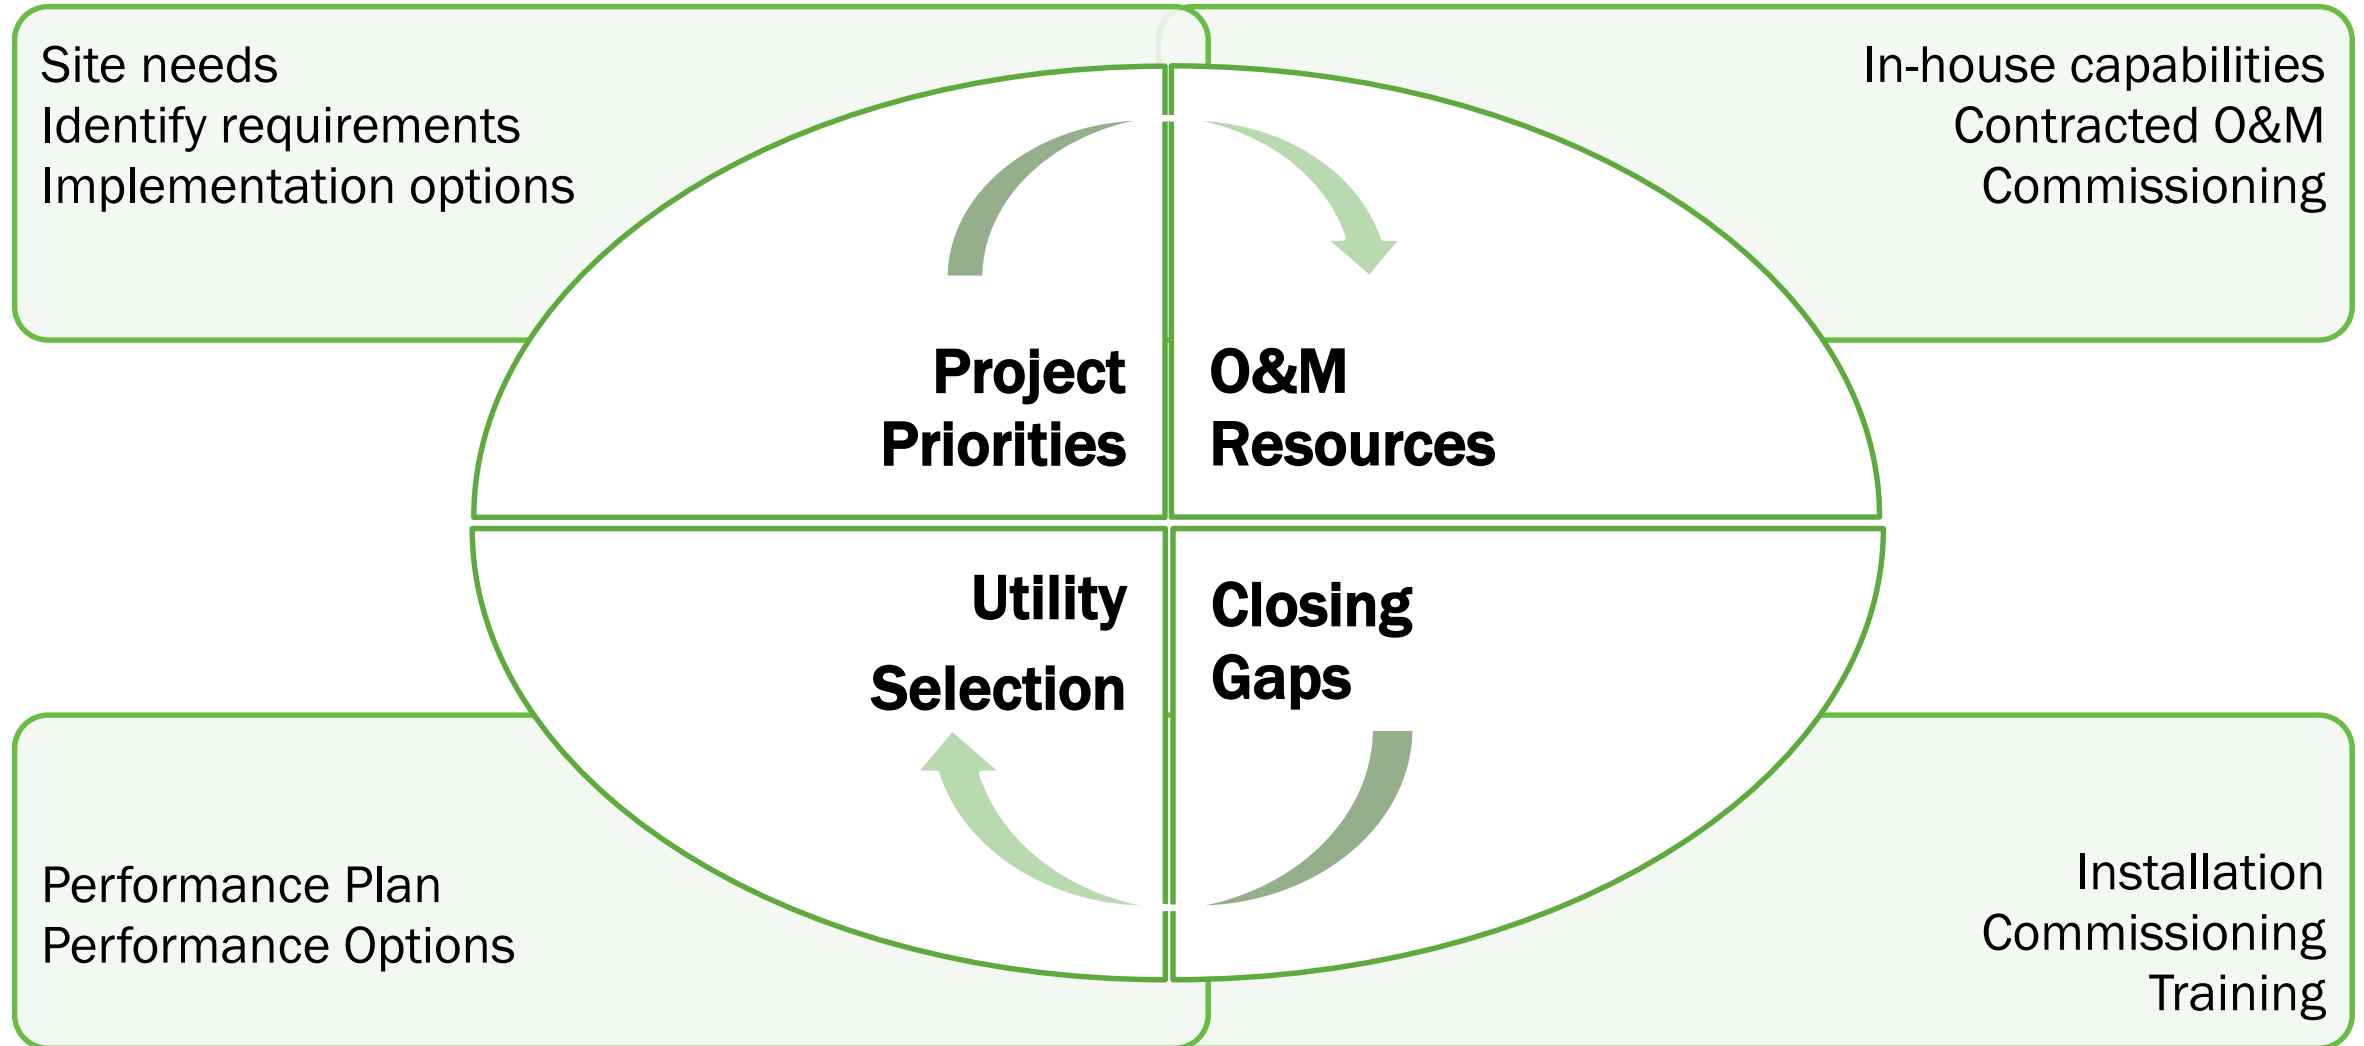 Site needs
Identify requirements
Implementation options
In-house capabilities
Contracted O&M
Commissioning
Project
Priorities
O&M
Resources
Utility
Selection
Closing
Gaps
Performance Plan
Performance Options
Installation
Commissioning
Training